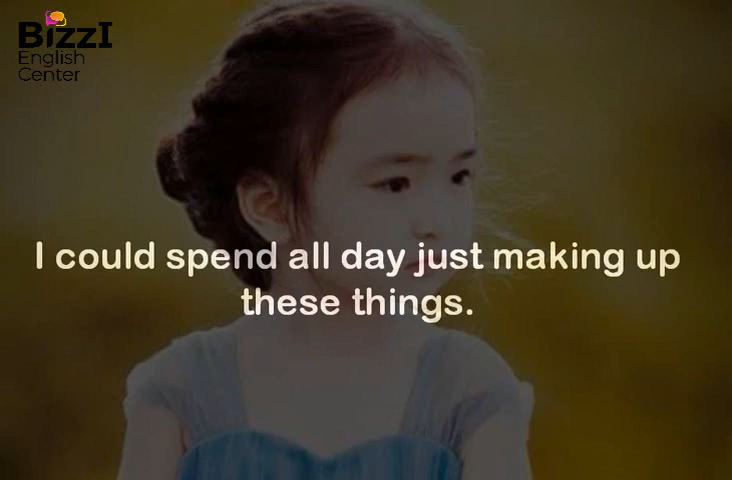 BizzI
English
Center
I could spend all day just making up
these things.